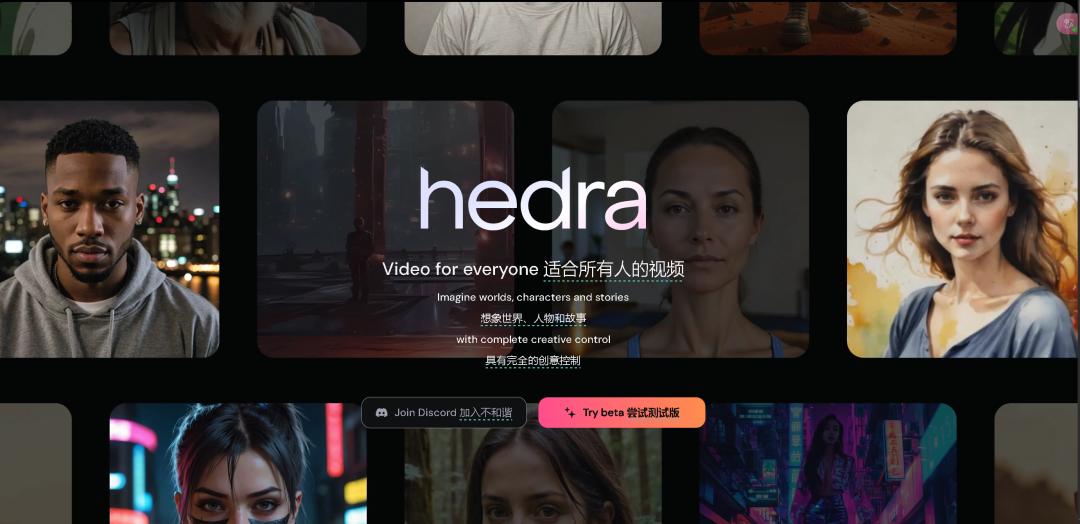 hedra
Video for everyone 适合所有人的视频
Imagine worlds, characters and stories
想象世界、人物和故事
with complete creative control
具有完全的创意控制
Join Discord 加入不和谐
Try beta 尝试测试版